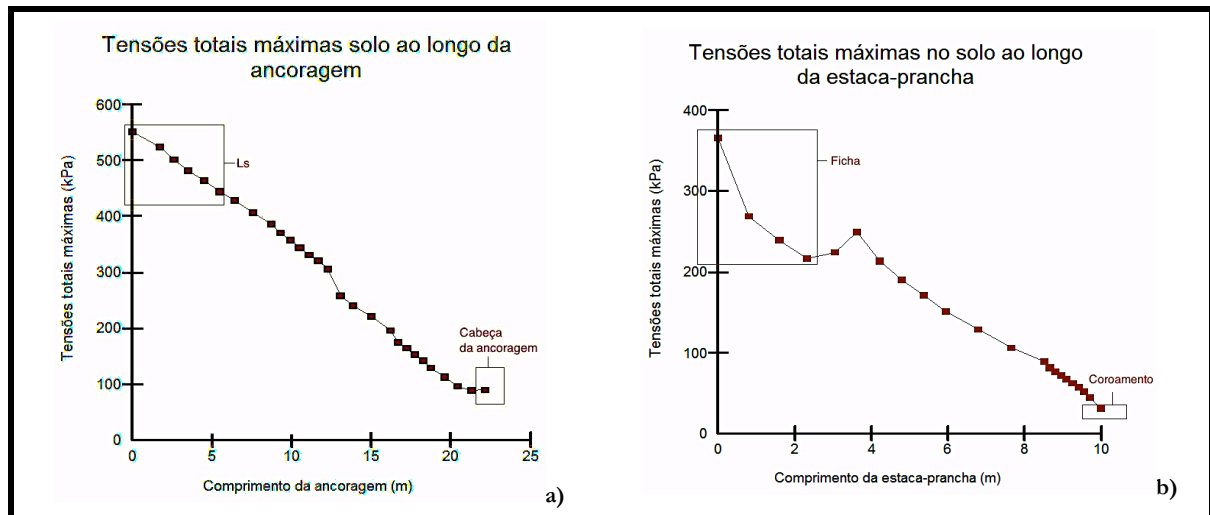 Tensões totais máximas solo ao longo da
ancoragem
600
500
400
300
200
100
0
Tensões totais máximas (kPa)
Ls
Cabeça
da ancoragem
0 5 10 15 20 25
Comprimento da ancoragem (m)
a)
Tensões totais máximas no solo ao longo
da estaca-prancha
400
300
200
100
0
Tensões totais máximas (kPa)
Ficha
Coroamento
0 2 4 6 8 10
Comprimento da estaca-prancha (m)
b)